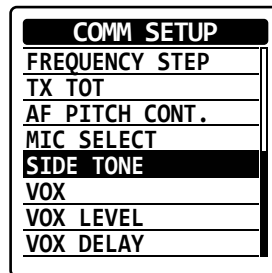 COMM SETUP
FREQUENCY STEP
TX TOT
AF PITCH CONT.
MIC SELECT
SIDE TONE
VOX
VOX LEVEL
VOX DELAY